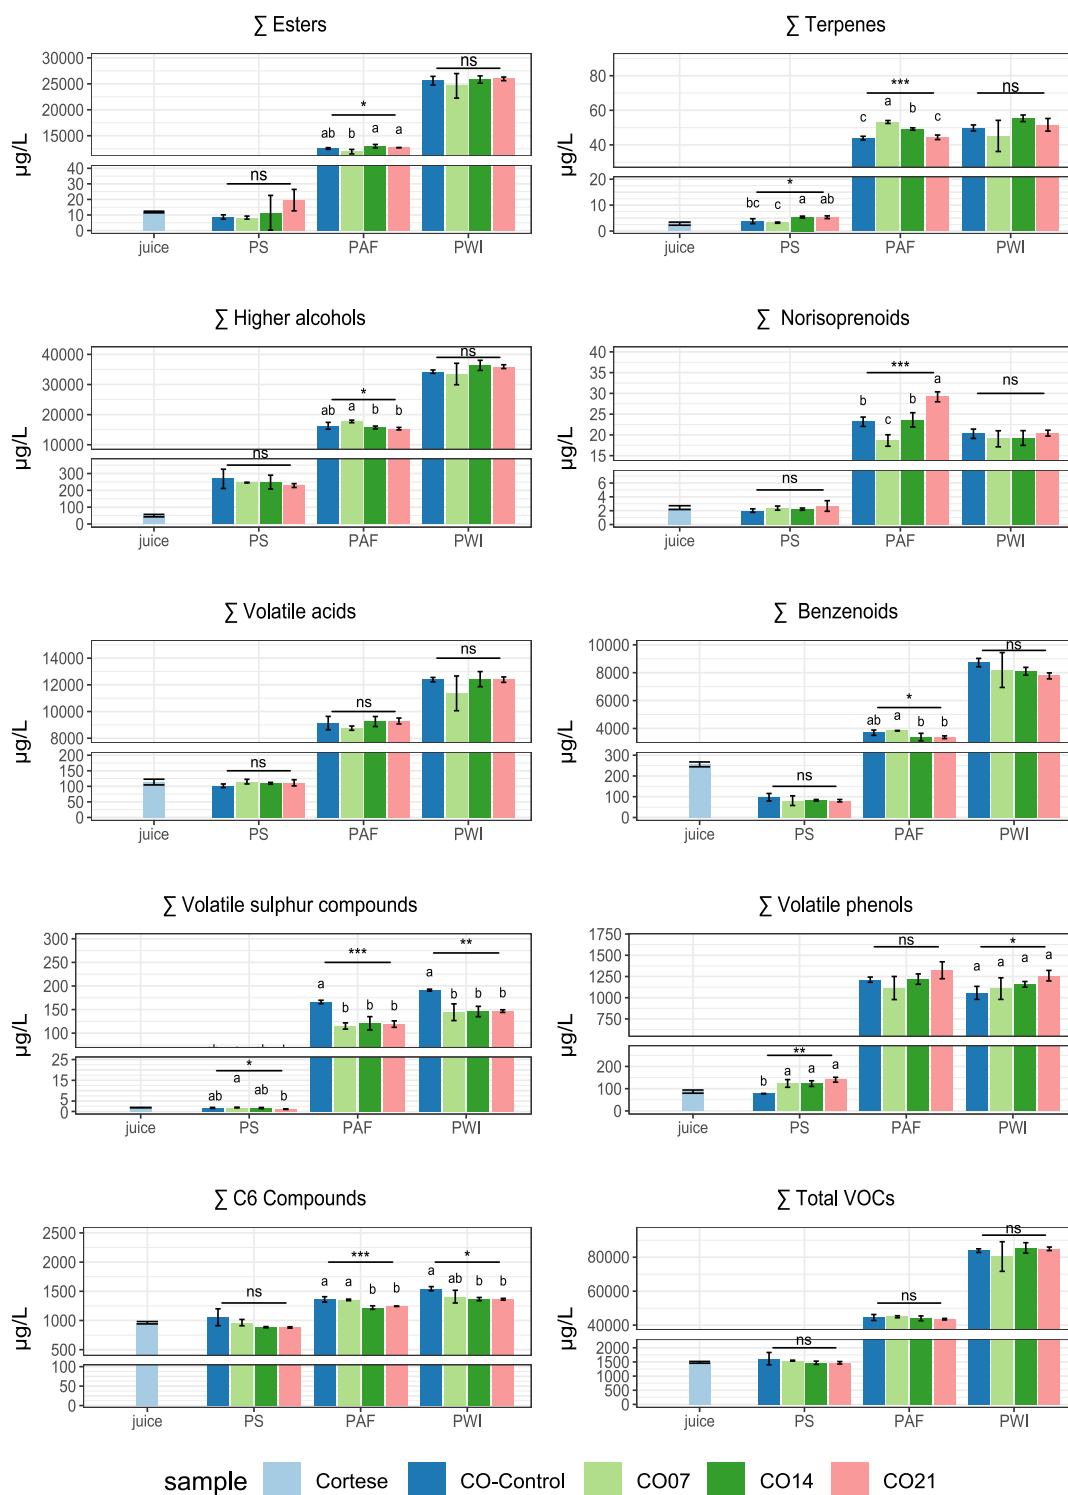 ∑ Esters
µg/L
30000
25000
20000
15000
40
30
20
10
0
ns
*
ab b a a
ns
juice PS PAF PWI
∑ Terpenes
µg/L
80
60
40
20
15
10
5
0
*
bc c a ab
***
c a b c
ns
juice PS PAF PWI
∑ Higher alcohols
µg/L
40000
30000
20000
10000
300
200
100
0
ns
*
ab a b b
ns
juice PS PAF PWI
∑ Norisoprenoids
µg/L
40
35
30
25
20
15
6
4
2
0
ns
***
b c b a
ns
juice PS PAF PWI
∑ Volatile acids
µg/L
14000
12000
10000
8000
200
150
100
50
0
ns
ns
ns
juice PS PAF PWI
∑ Benzenoids
µg/L
10000
8000
6000
4000
300
200
100
0
ns
*
ab a b b
ns
juice PS PAF PWI
∑ Volatile sulphur compounds
µg/L
300
250
200
150
100
25
15
5
0
*
ab a ab b
***
a b b b
**
a b b b
juice PS PAF PWI
∑ Volatile phenols
µg/L
1750
1500
1250
1000
750
200
100
0
**
b a a a
ns
*
a a a a
juice PS PAF PWI
∑ C6 Compounds
µg/L
2500
2000
1500
1000
500
100
50
0
ns
***
a a b b
*
a ab b b
juice PS PAF PWI
∑ Total VOCs
µg/L
80000
60000
40000
2000
1500
1000
500
0
ns
ns
ns
juice PS PAF PWI
sample Cortese CO-Control CO07 CO14 CO21